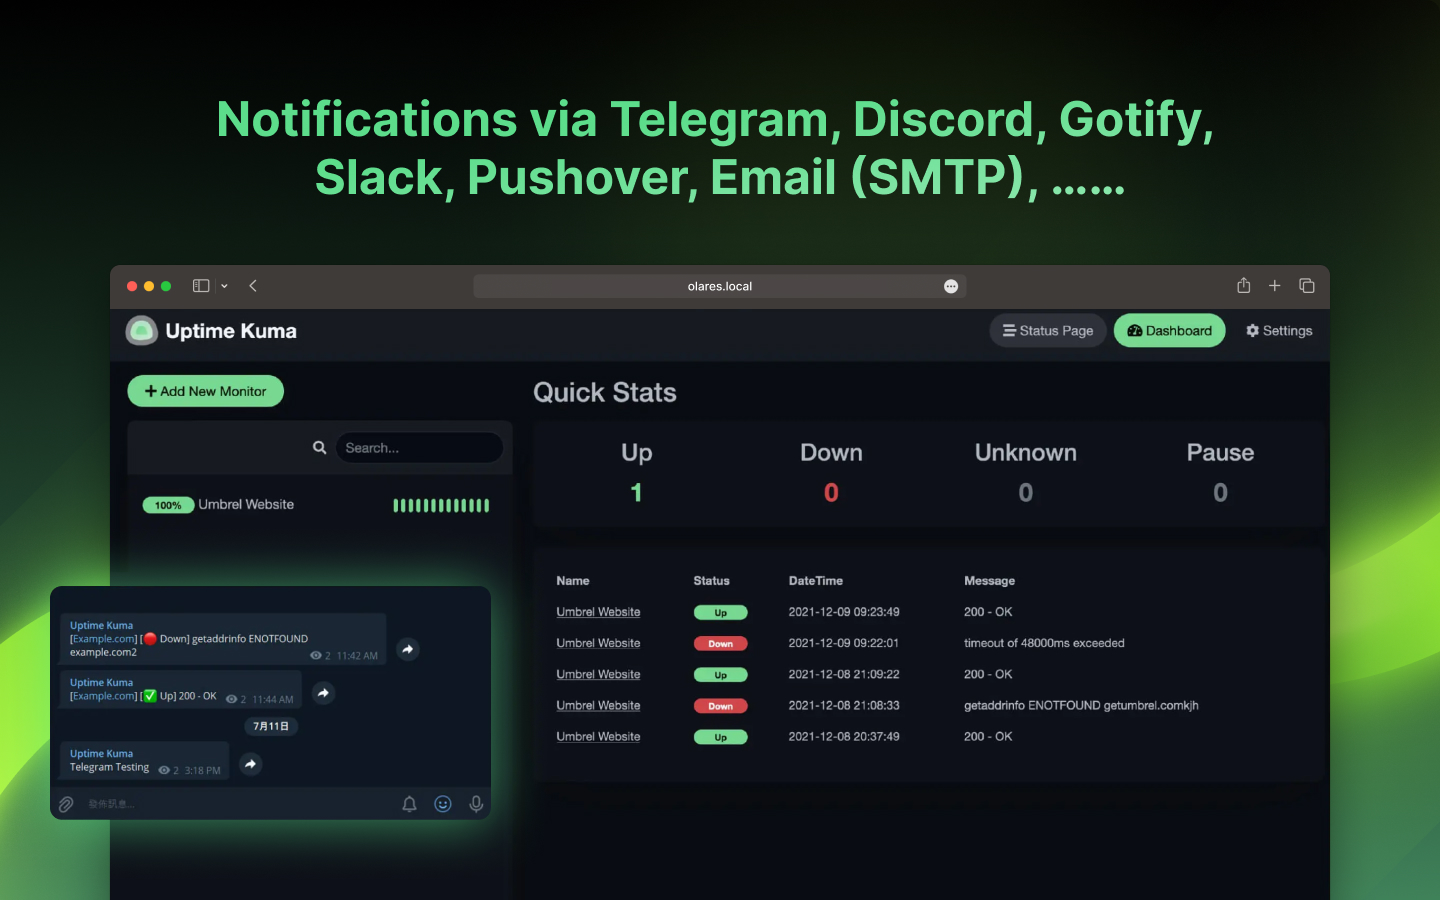 Notifications via Telegram, Discord, Gotify,
Slack, Pushover, Email (SMTP), ......
olares.local
Uptime Kuma
Status Page
Dashboard
Settings
Add New Monitor
Search...
100% Umbrel Website
Quick Stats
Up Down Unknown Pause
1 0 0 0
Name Status DateTime Message
Umbrel Website Up 2021-12-09 09:23:49 200 - OK
Umbrel Website Down 2021-12-09 09:22:01 timeout of 48000ms exceeded
Umbrel Website Up 2021-12-08 21:09:22 200 - OK
Umbrel Website Down 2021-12-08 21:08:33 getaddrinfo ENOTFOUND getumbrel.comkjh
Umbrel Website Up 2021-12-08 20:37:49 200 - OK
Uptime Kuma
[Example.com] [🔴 Down] getaddrinfo ENOTFOUND
example.com2
2 11:42 AM
Uptime Kuma
[Example.com] [✅ Up] 200 - OK 2 11:44 AM
7月11日
Uptime Kuma
Telegram Testing 2 3:18 PM
發佈訊息...